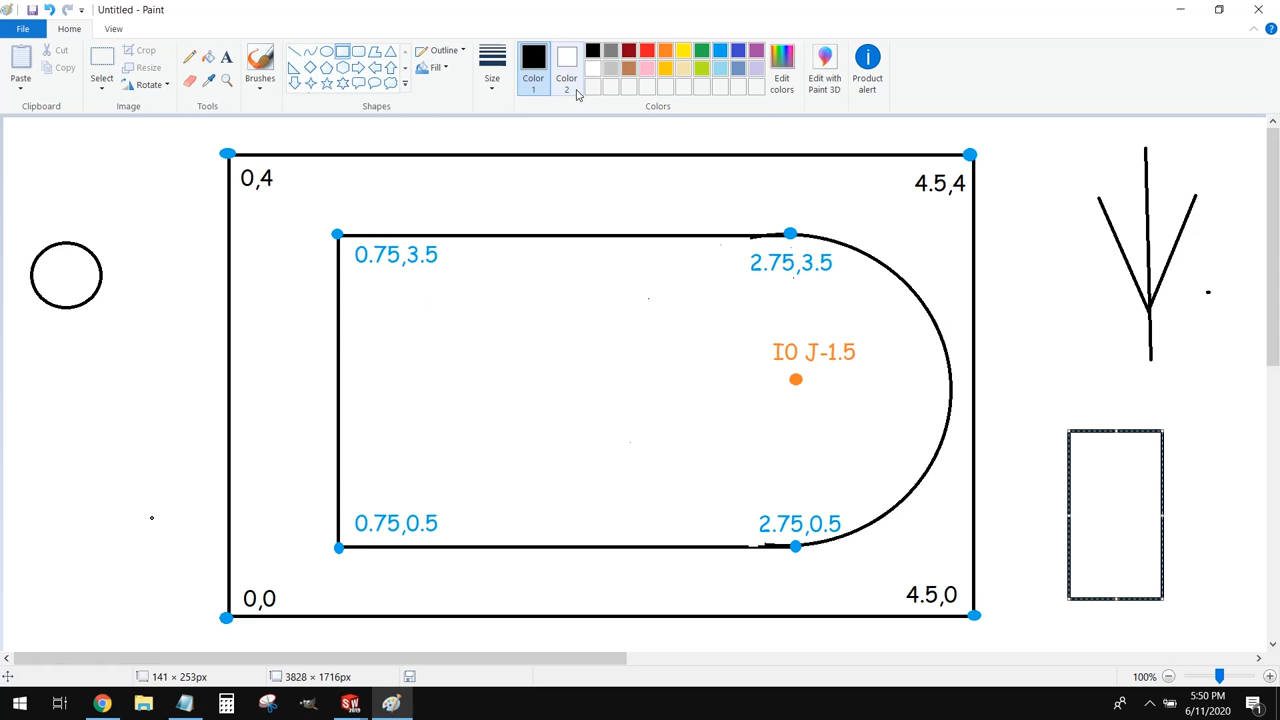 Untitled - Paint
File
Home
View
Paste
Cut
Copy
Clipboard
Select
Crop
Resize
Rotate
Image
A
Tools
Brushes
Shapes
Outline
Fill
Size
Color
1
Color
2
Edit
colors
Colors
Edit with
Paint 3D
Product
alert
0,4
4.5,4
0.75,3.5
2.75,3.5
I0 J-1.5
0.75,0.5
2.75,0.5
0,0
4.5,0
141 × 253px
3828 × 1716px
100%
SW
2019
5:50 PM
6/11/2020
1